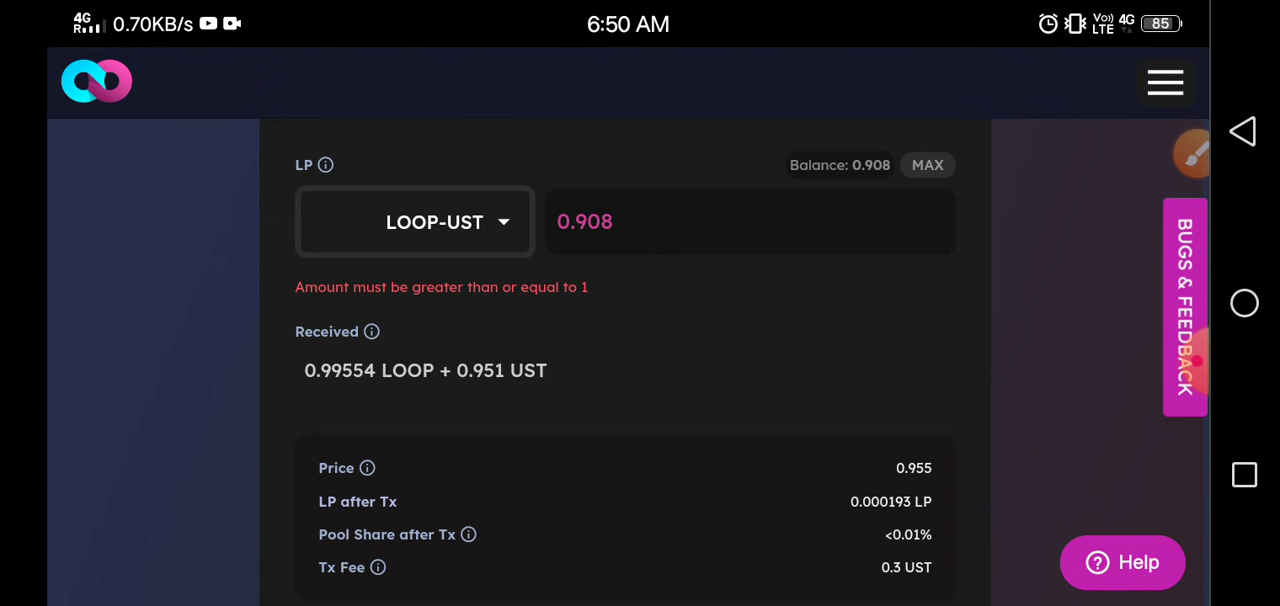 4G R 0.70KB/s 6:50 AM Vo) LTE 4G 85
LP Balance: 0.908 MAX
LOOP-UST 0.908
Amount must be greater than or equal to 1
Received
0.99554 LOOP + 0.951 UST
Price 0.955
LP after Tx 0.000193 LP
Pool Share after Tx <0.01%
Tx Fee 0.3 UST
BUGS & FEEDBACK
Help